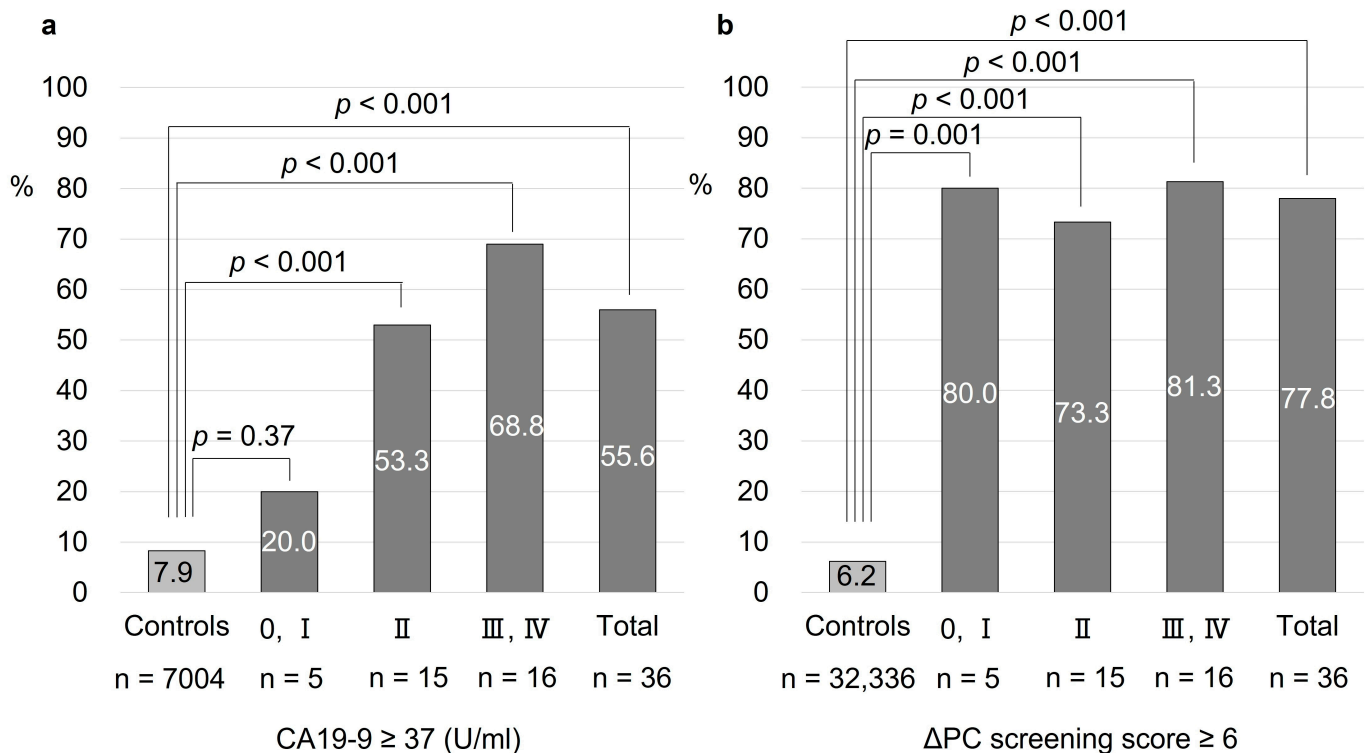 a
p < 0.001
p < 0.001
p < 0.001
p = 0.37
%
100
90
80
70
60
50
40
30
20
10
0
7.9
20.0
53.3
68.8
55.6
Controls 0, Ⅰ Ⅱ Ⅲ, Ⅳ Total
n = 7004 n = 5 n = 15 n = 16 n = 36
CA19-9 ≥ 37 (U/ml)
b
p < 0.001
p < 0.001
p < 0.001
p = 0.001
%
100
90
80
70
60
50
40
30
20
10
0
6.2
80.0
73.3
81.3
77.8
Controls 0, Ⅰ Ⅱ Ⅲ, Ⅳ Total
n = 32,336 n = 5 n = 15 n = 16 n = 36
ΔPC screening score ≥ 6